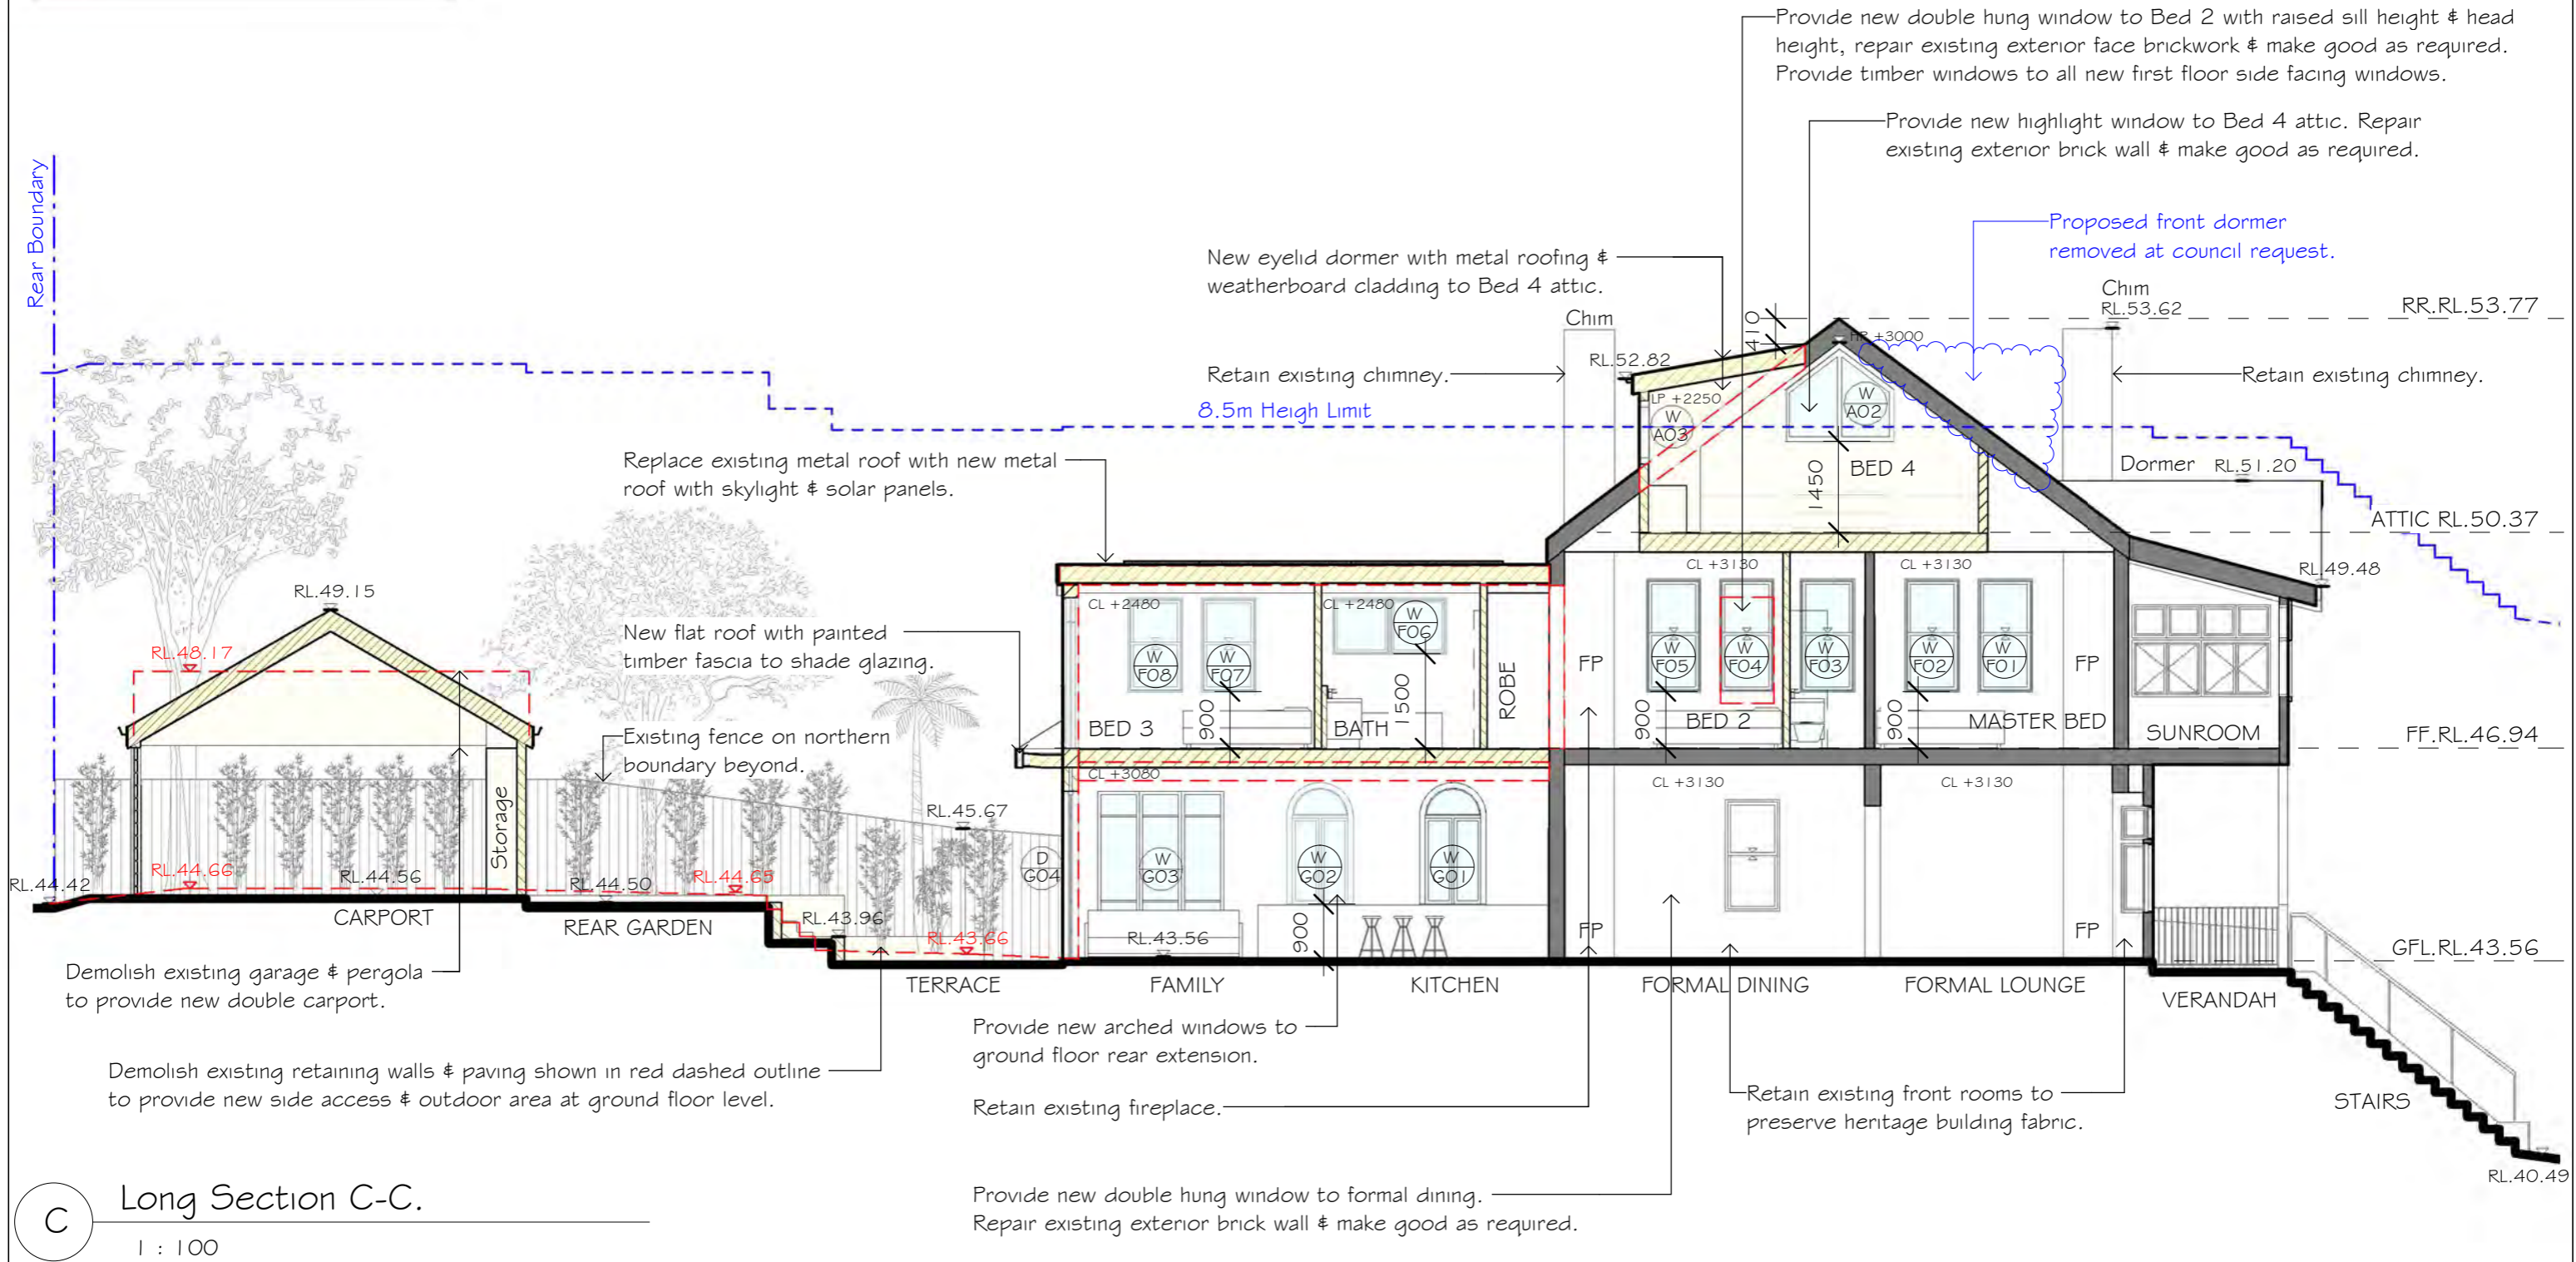 Provide new double hung window to Bed 2 with raised sill height & head
height, repair existing exterior face brickwork & make good as required.
Provide timber windows to all new first floor side facing windows.
Provide new highlight window to Bed 4 attic. Repair
existing exterior brick wall & make good as required.
Rear Boundary
Proposed front dormer
removed at council request.
New eyelid dormer with metal roofing &
weatherboard cladding to Bed 4 attic.
Chim
RL.53.62
RR.RL.53.77
Chim
410
HP +3000
RL.52.82
Retain existing chimney.
Retain existing chimney.
LP +2250
W
A02
W
A03
8.5m Heigh Limit
Replace existing metal roof with new metal
roof with skylight & solar panels.
BED 4
1450
Dormer
RL.51.20
ATTIC RL.50.37
CL +3130
CL +3130
RL.49.48
RL.49.15
CL +2480
CL +2480
W
F06
New flat roof with painted
timber fascia to shade glazing.
RL.48.17
W
F08
W
F07
ROBE
FP
W
F05
W
F04
W
F03
W
F02
W
F01
FP
BED 3
900
BATH
1500
900
BED 2
900
MASTER BED
SUNROOM
FF.RL.46.94
Existing fence on northern
boundary beyond.
CL +3080
CL +3130
CL +3130
Storage
RL.45.67
D
G04
W
G03
W
G02
W
G01
RL.44.42
RL.44.66
RL.44.56
RL.44.50
RL.44.65
CARPORT
REAR GARDEN
RL.43.96
RL.43.66
RL.43.56
900
FP
FP
GFL.RL.43.56
TERRACE
FAMILY
KITCHEN
FORMAL DINING
FORMAL LOUNGE
VERANDAH
Demolish existing garage & pergola
to provide new double carport.
Provide new arched windows to
ground floor rear extension.
Demolish existing retaining walls & paving shown in red dashed outline
to provide new side access & outdoor area at ground floor level.
Retain existing fireplace.
Retain existing front rooms to
preserve heritage building fabric.
STAIRS
RL.40.49
Provide new double hung window to formal dining.
Repair existing exterior brick wall & make good as required.
C
Long Section C-C.
1 : 100